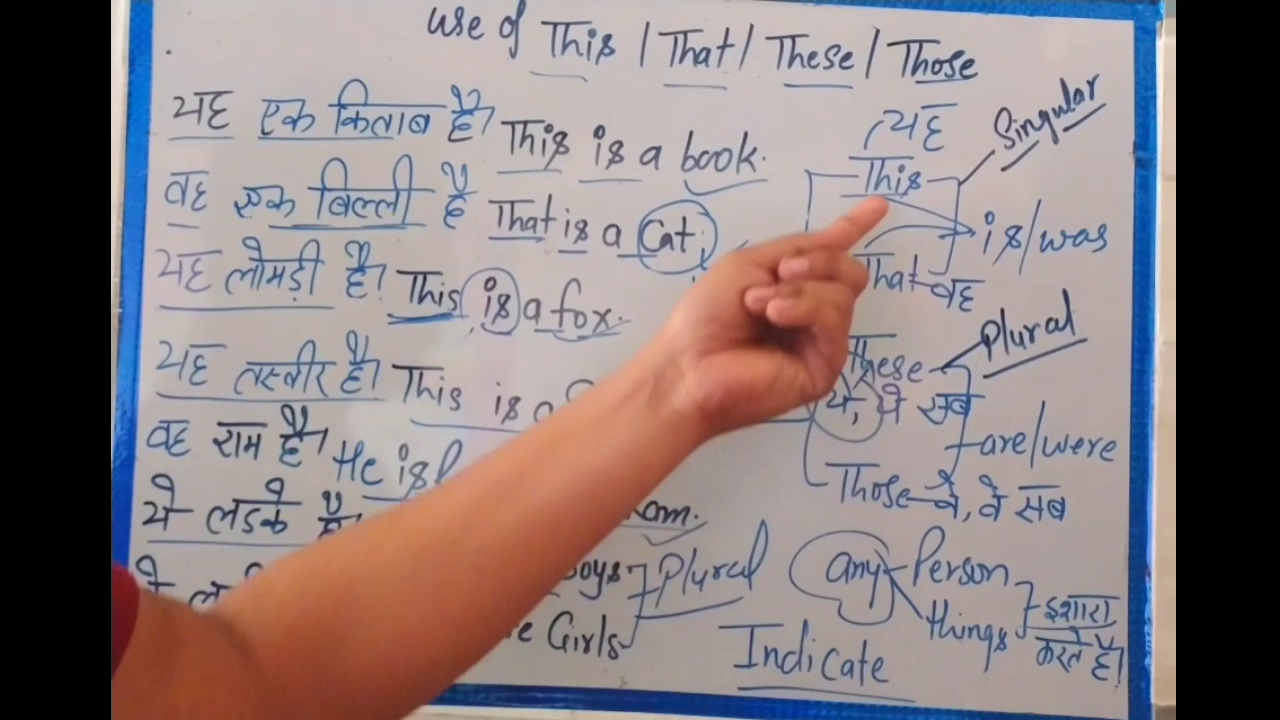 use of This / That / These / Those
यह एक किताब है। This is a book.
वह एक बिल्ली है That is a Cat.
यह लोमड़ी है। This is a fox.
यह तस्वीर है। This is a
वह राम है। He is
ये लडके है।
Boys Plural
Girls
यह
This Singular
is/was
That वह
These Plural
ये, ये सब
are/were
Those वे, वे सब
any Person
things इशारा
करते है।
Indicate